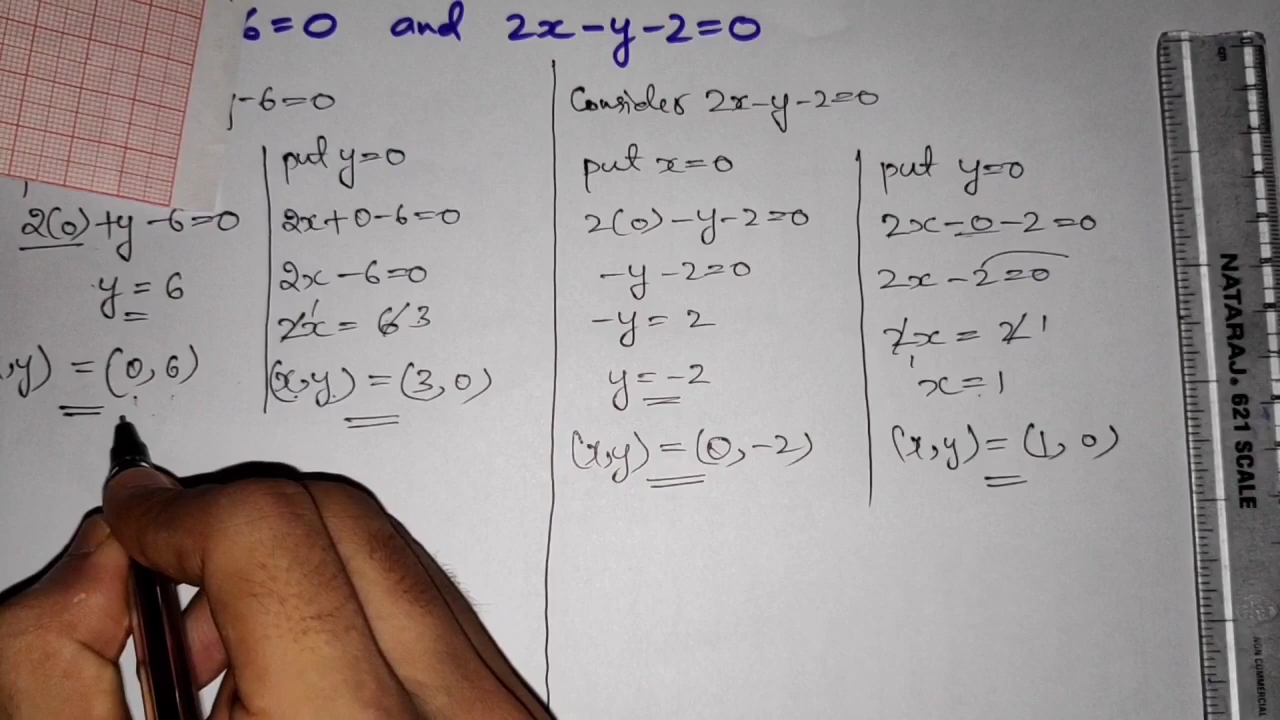 6=0 and 2x-y-2=0
-6=0
2(0)+y-6=0
y=6
y)=(0,6)
put y=0
2x+0-6=0
2x-6=0
2x=6 3
(x,y)=(3,0)
Consider 2x-y-2=0
put x=0
2(0)-y-2=0
-y-2=0
-y=2
y=-2
(x,y)=(0,-2)
put y=0
2x-0-2=0
2x-2=0
2x=2 1
1
x=1
(x,y)=(1,0)
NATARAJ. 621 SCALE
NON COMMERCIAL